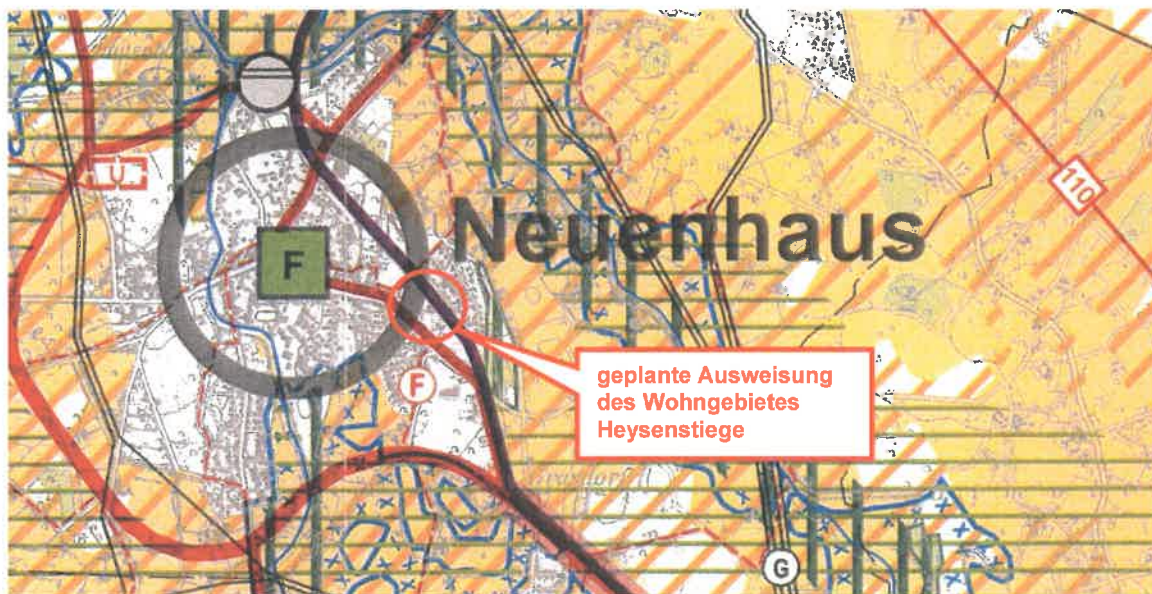 U
110
Neuenhaus
F
geplante Ausweisung
des Wohngebietes
Heysenstiege
F
G